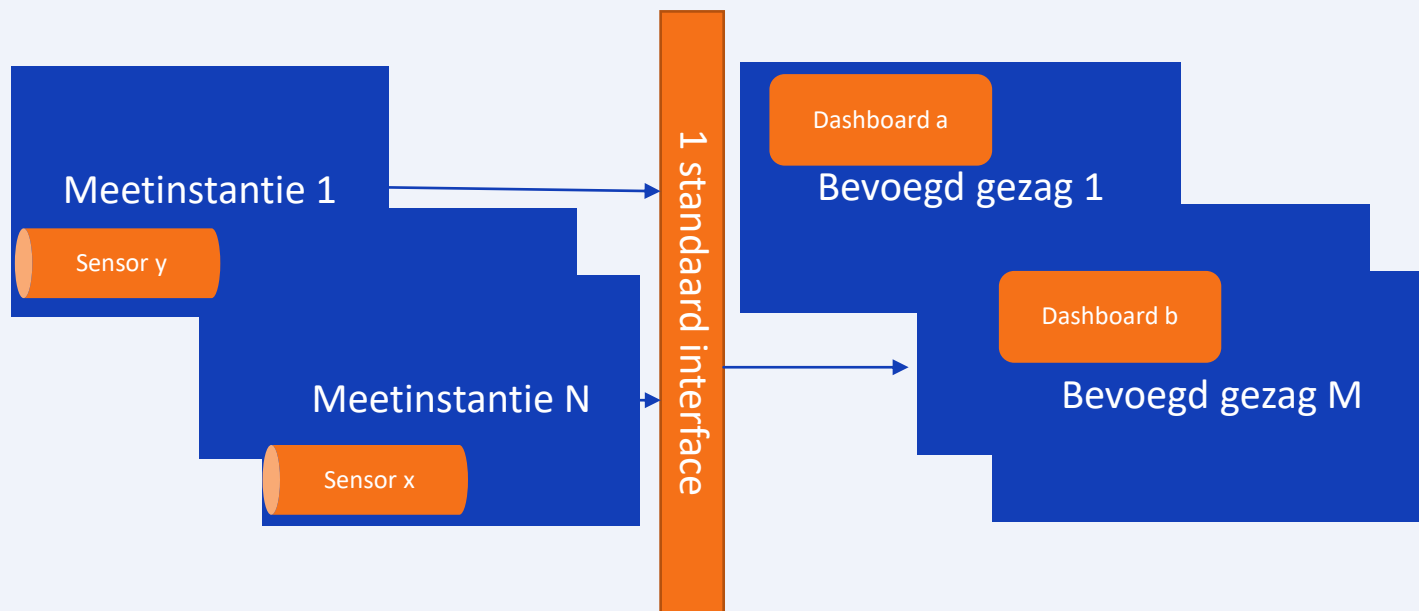 Meetinstantie 1
Sensor y
Meetinstantie N
Sensor x
1 standaard interface
Dashboard a
Bevoegd gezag 1
Dashboard b
Bevoegd gezag M